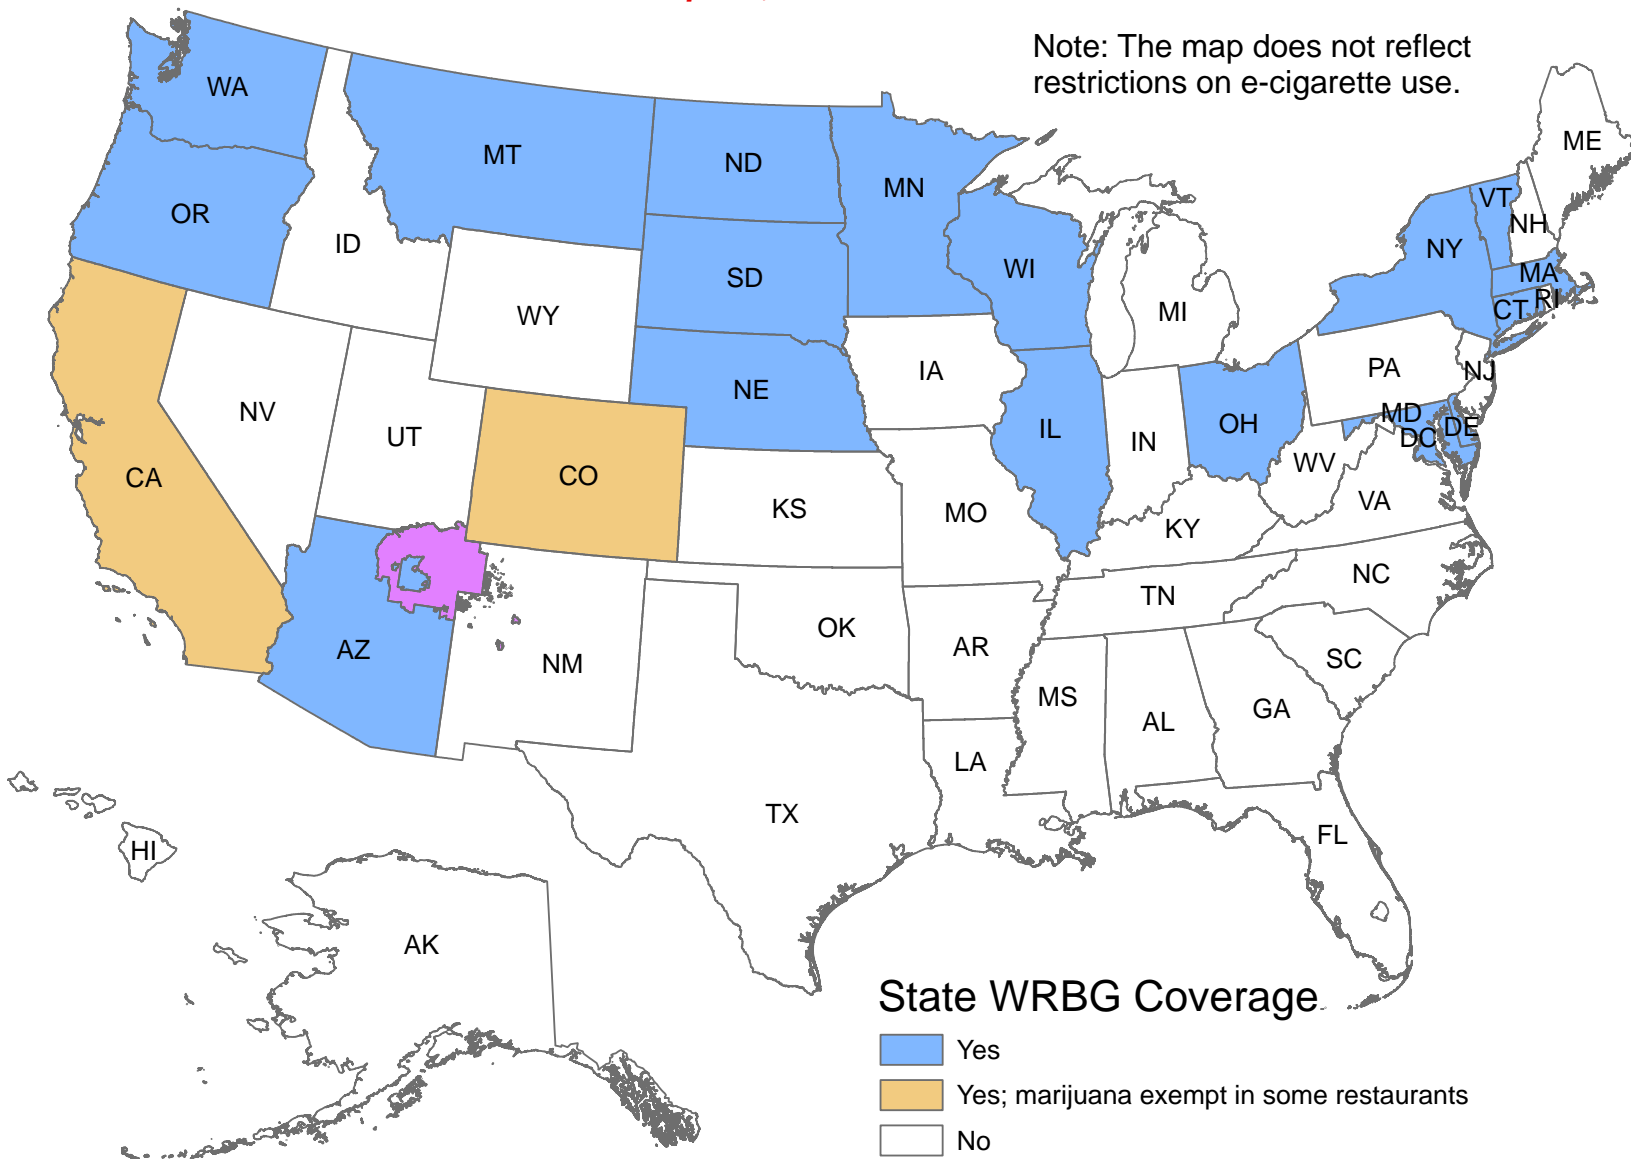 Note: The map does not reflect
restrictions on e-cigarette use.
WA
MT
ND
MN
ME
OR
ID
SD
WI
VT
NH
NY
MA
WY
MI
CT
RI
IA
PA
NJ
NV
UT
NE
IL
IN
OH
MD
DC
DE
CA
CO
KS
MO
WV
VA
KY
AZ
NM
OK
AR
TN
NC
SC
MS
AL
GA
LA
TX
FL
HI
AK
State WRBG Coverage
Yes
Yes; marijuana exempt in some restaurants
No